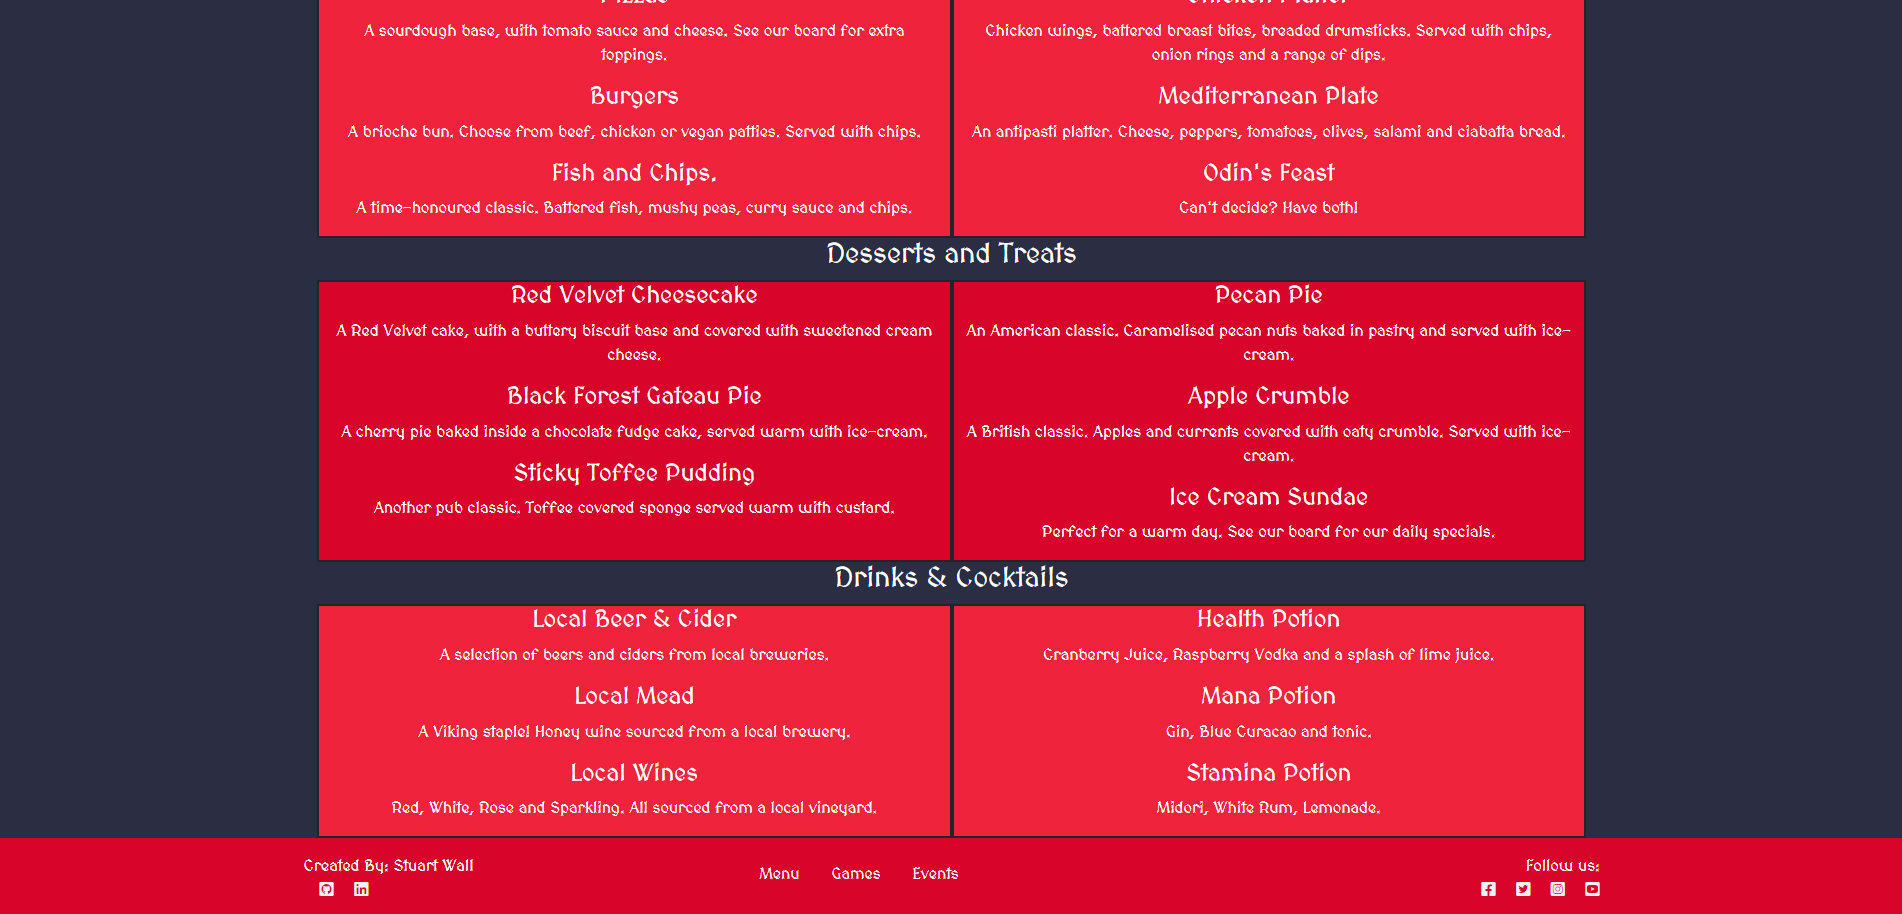 A sourdough base, with tomato sauce and cheese. See our board for extra
toppings.
Burgers
A brioche bun. Choose from beef, chicken or vegan patties. Served with chips.
Fish and Chips.
A time-honoured classic. Battered fish, mushy peas, curry sauce and chips.
Chicken wings, battered breast bites, breaded drumsticks. Served with chips,
onion rings and a range of dips.
Mediterranean Plate
An antipasti platter. Cheese, peppers, tomatoes, olives, salami and ciabatta bread.
Odin's Feast
Can't decide? Have both!
Desserts and Treats
Red Velvet Cheesecake
A Red Velvet cake, with a buttery biscuit base and covered with sweetened cream
cheese.
Black Forest Gateau Pie
A cherry pie baked inside a chocolate fudge cake, served warm with ice-cream.
Sticky Toffee Pudding
Another pub classic. Toffee covered sponge served warm with custard.
Pecan Pie
An American classic. Caramelised pecan nuts baked in pastry and served with ice-
cream.
Apple Crumble
A British classic. Apples and currents covered with oaty crumble. Served with ice-
cream.
Ice Cream Sundae
Perfect for a warm day. See our board for our daily specials.
Drinks & Cocktails
Local Beer & Cider
A selection of beers and ciders from local breweries.
Local Mead
A Viking staple! Honey wine sourced from a local brewery.
Local Wines
Red, White, Rose and Sparkling. All sourced from a local vineyard.
Health Potion
Cranberry Juice, Raspberry Vodka and a splash of lime juice.
Mana Potion
Gin, Blue Curacao and tonic.
Stamina Potion
Midori, White Rum, Lemonade.
Created By: Stuart Wall
Menu Games Events
Follow us: